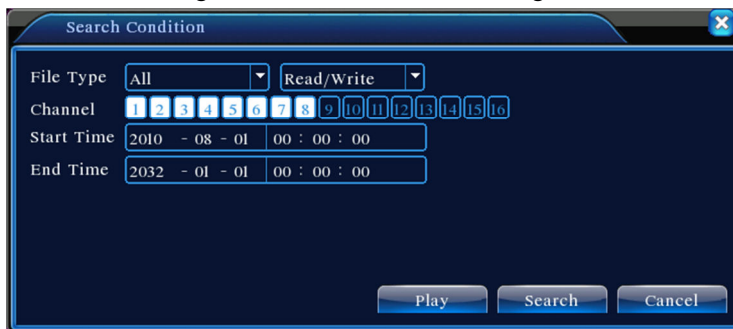 Search Condition
File Type All Read/Write
Channel 1 2 3 4 5 6 7 8 9 10 11 12 13 14 15 16
Start Time 2010 - 08 - 01 00 : 00 : 00
End Time 2032 - 01 - 01 00 : 00 : 00
Play Search Cancel